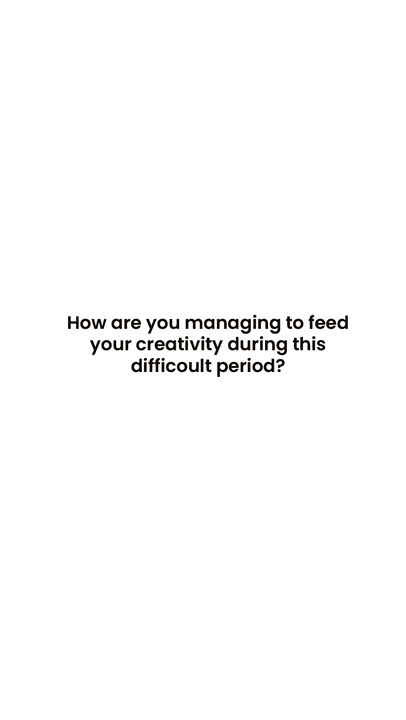 How are you managing to feed
your creativity during this
difficoult period?